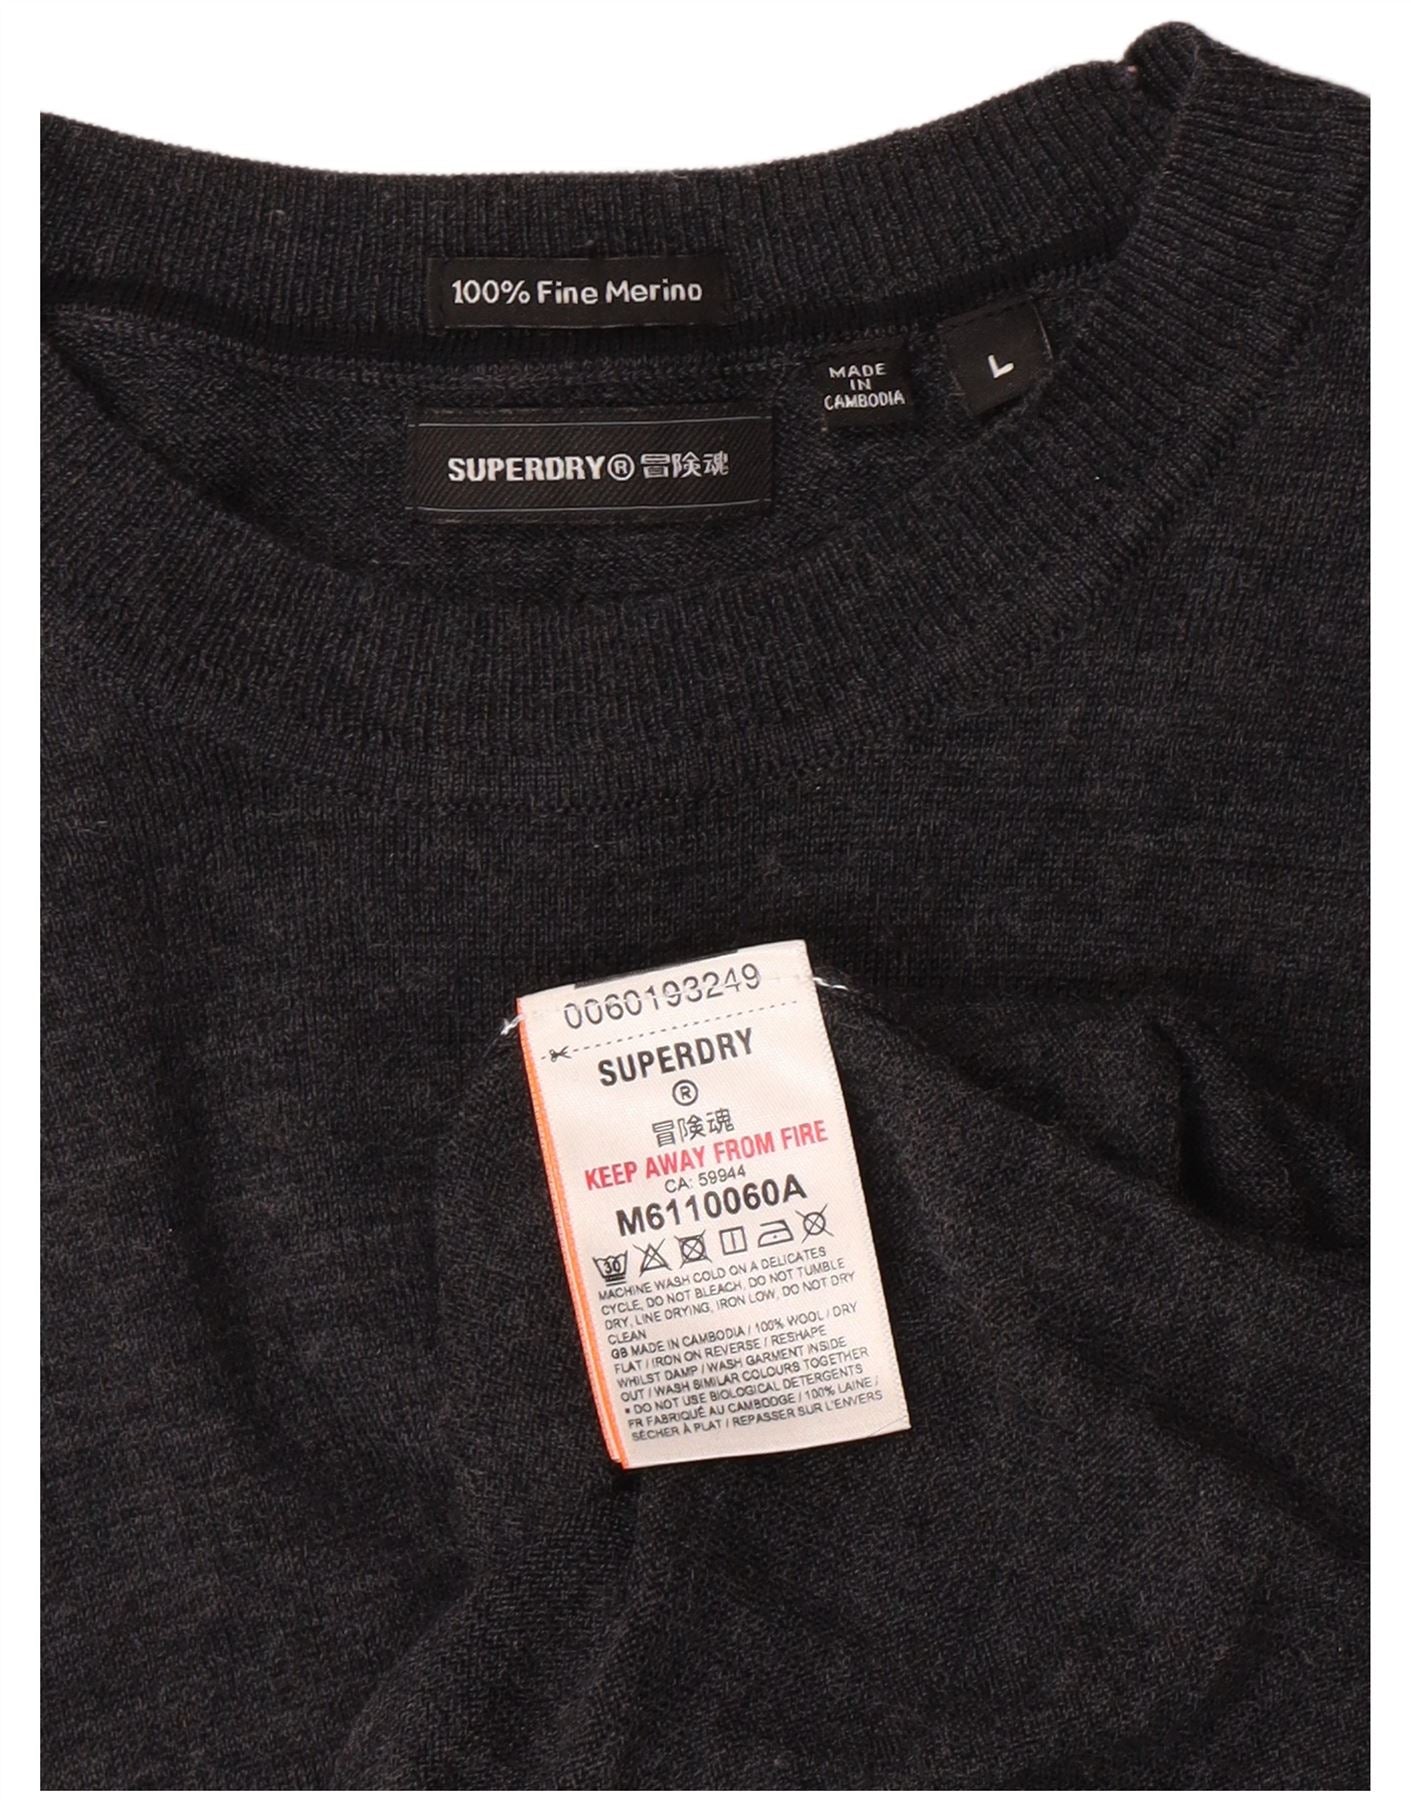 100% Fine Merino
MADE
IN
CAMBODIA
L
SUPERDRY® 冒険魂
0060193249
SUPERDRY
®
冒険魂
KEEP AWAY FROM FIRE
CA: 59944
M6110060A
30
MACHINE WASH COLD ON A DELICATES
CYCLE, DO NOT BLEACH, DO NOT TUMBLE
DRY, LINE DRYING, IRON LOW, DO NOT DRY
CLEAN
GB MADE IN CAMBODIA / 100% WOOL / DRY
FLAT / IRON ON REVERSE / RESHAPE
WHILST DAMP / WASH GARMENT INSIDE
OUT / WASH SIMILAR COLOURS TOGETHER
▪ DO NOT USE BIOLOGICAL DETERGENTS
FR FABRIQUÉ AU CAMBODGE / 100% LAINE /
SÉCHER À PLAT / REPASSER SUR L'ENVERS